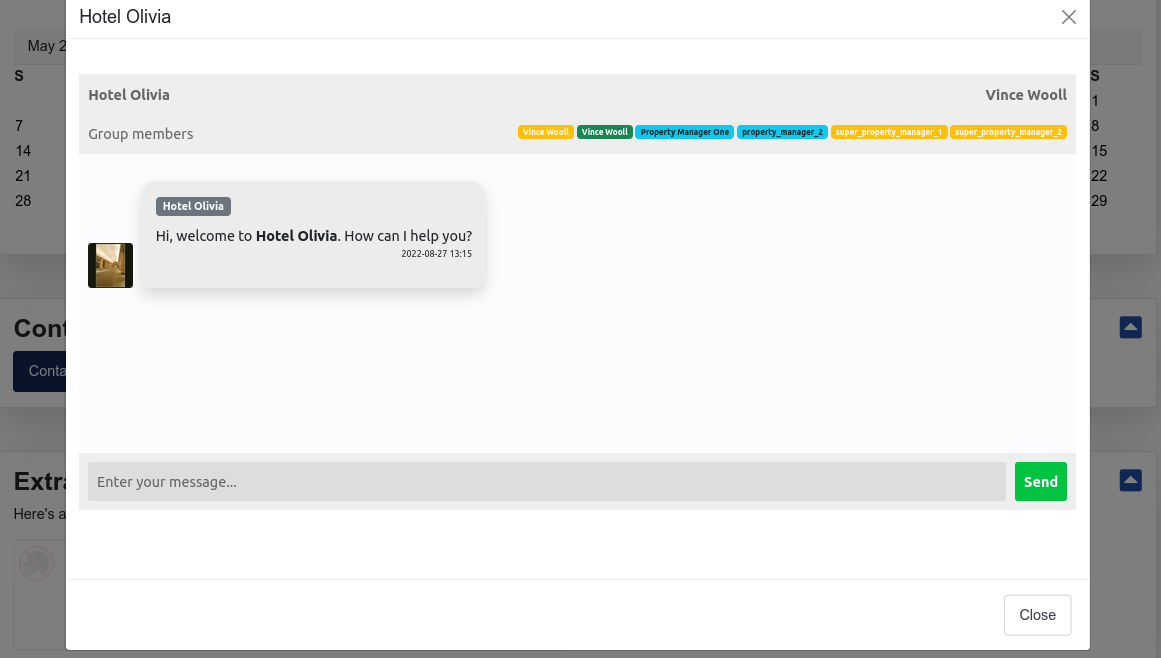 Hotel Olivia
May 2
S
S
1
7
8
14
15
21
22
28
29
Hotel Olivia Vince Wooll
Group members Vince Wooll Vince Wooll Property Manager One property_manager_2 super_property_manager_1 super_property_manager_2
Hotel Olivia
Hi, welcome to Hotel Olivia. How can I help you?
2022-08-27 13:15
Cont
Conta
Enter your message... Send
Extra
Here's a
Close